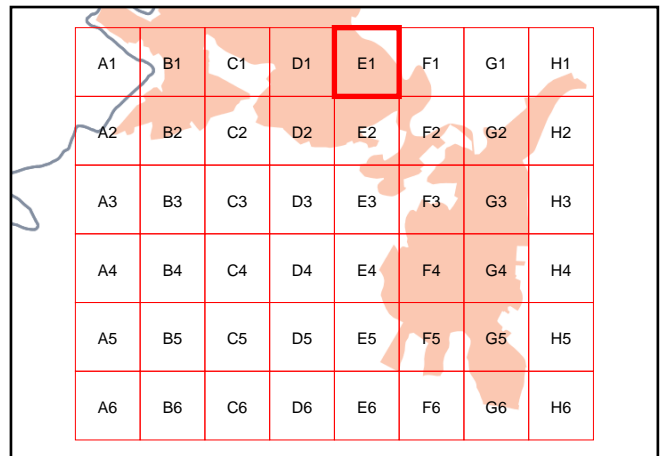 A1 B1 C1 D1 E1 F1 G1 H1
A2 B2 C2 D2 E2 F2 G2 H2
A3 B3 C3 D3 E3 F3 G3 H3
A4 B4 C4 D4 E4 F4 G4 H4
A5 B5 C5 D5 E5 F5 G5 H5
A6 B6 C6 D6 E6 F6 G6 H6